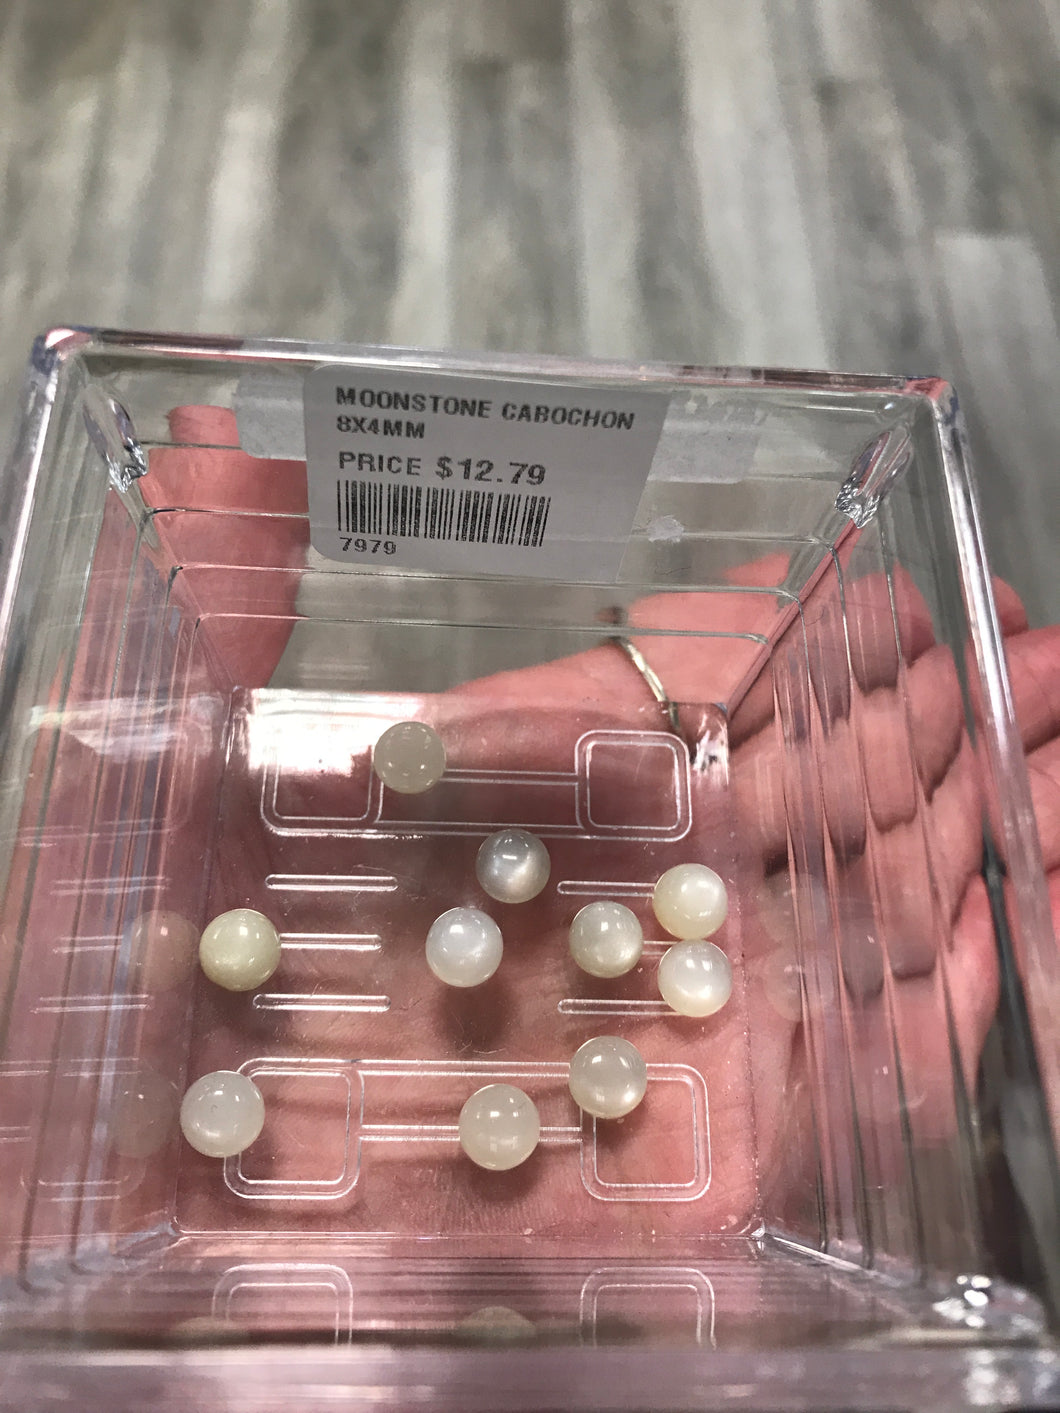 MOONSTONE CABOCHON
8X4MM
PRICE $12.79
7979